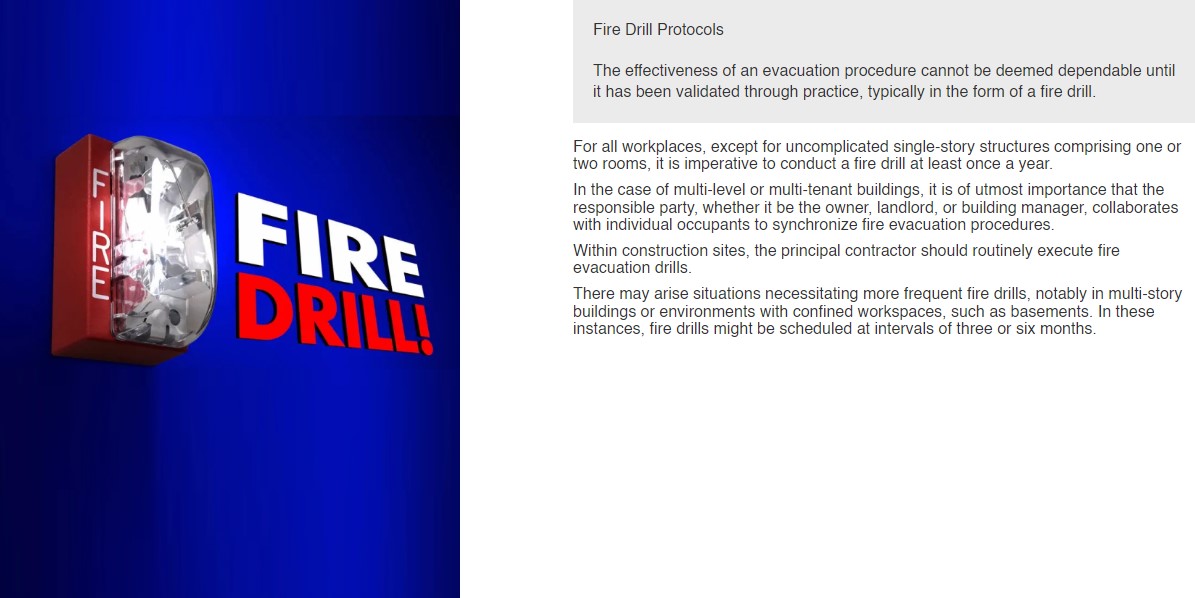 FIRE
FIRE
DRILL!
Fire Drill Protocols
The effectiveness of an evacuation procedure cannot be deemed dependable until
it has been validated through practice, typically in the form of a fire drill.
For all workplaces, except for uncomplicated single-story structures comprising one or
two rooms, it is imperative to conduct a fire drill at least once a year.
In the case of multi-level or multi-tenant buildings, it is of utmost importance that the
responsible party, whether it be the owner, landlord, or building manager, collaborates
with individual occupants to synchronize fire evacuation procedures.
Within construction sites, the principal contractor should routinely execute fire
evacuation drills.
There may arise situations necessitating more frequent fire drills, notably in multi-story
buildings or environments with confined workspaces, such as basements. In these
instances, fire drills might be scheduled at intervals of three or six months.